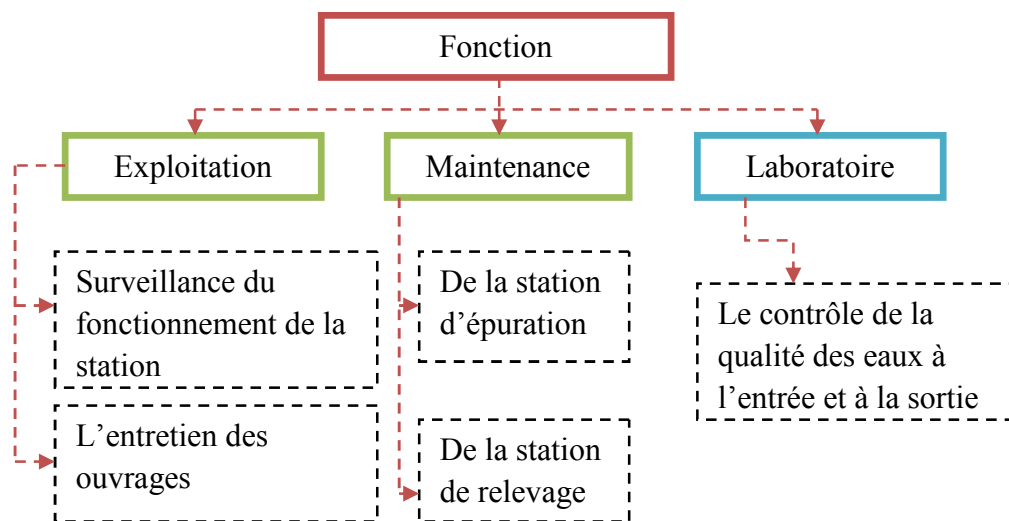 Fonction
Exploitation
Maintenance
Laboratoire
Surveillance du
fonctionnement de la
station
De la station
d’épuration
Le contrôle de la
qualité des eaux à
l’entrée et à la sortie
L’entretien des
ouvrages
De la station
de relevage